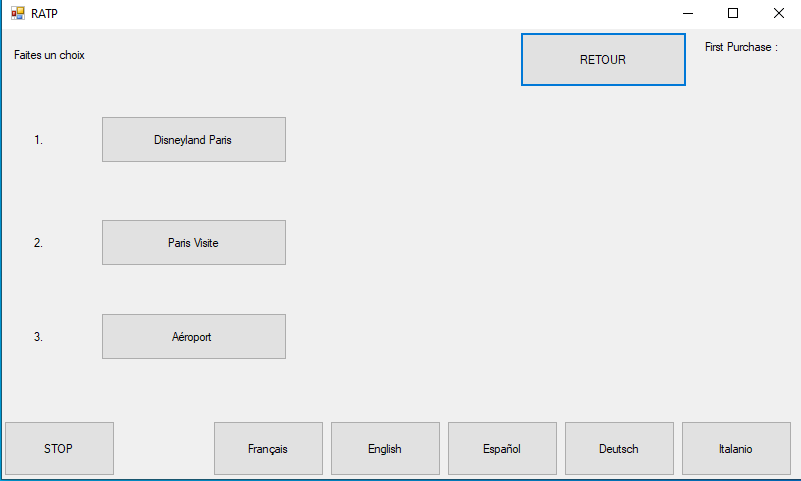 RATP
Faites un choix
RETOUR
First Purchase :
1.
Disneyland Paris
2.
Paris Visite
3.
Aéroport
STOP
Français
English
Español
Deutsch
Italanio